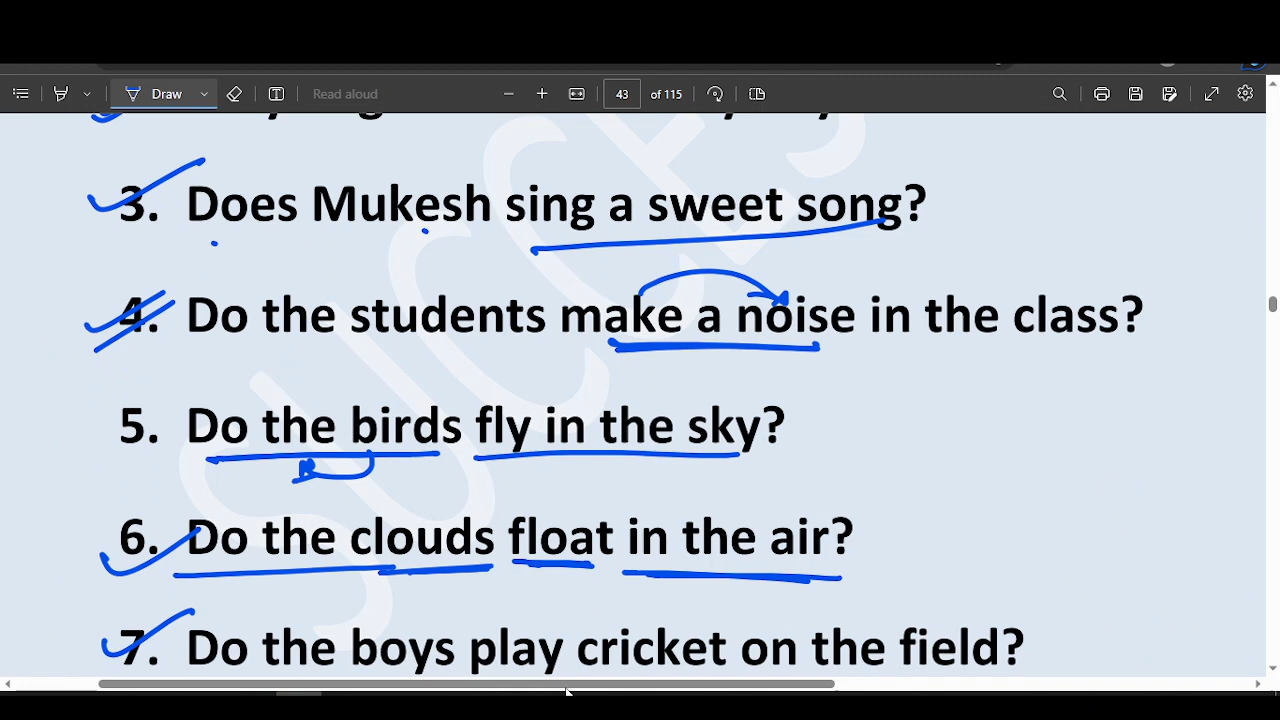 Draw
Read aloud
43 of 115
3. Does Mukesh sing a sweet song?
4. Do the students make a noise in the class?
5. Do the birds fly in the sky?
6. Do the clouds float in the air?
7. Do the boys play cricket on the field?
SUCCES